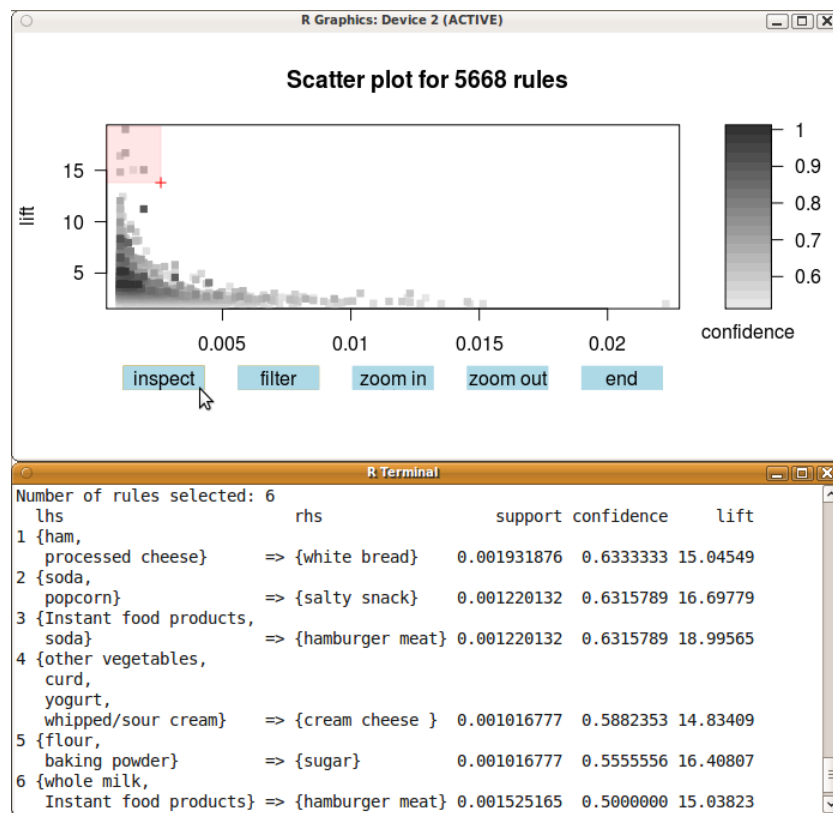 R Graphics: Device 2 (ACTIVE)
Scatter plot for 5668 rules
lift
15
10
5
0.005 0.01 0.015 0.02
1
0.9
0.8
0.7
0.6
confidence
inspect filter zoom in zoom out end
R Terminal
Number of rules selected: 6
  lhs                        rhs                  support confidence     lift
1 {ham,
   processed cheese}      => {white bread}    0.001931876  0.6333333 15.04549
2 {soda,
   popcorn}               => {salty snack}    0.001220132  0.6315789 16.69779
3 {Instant food products,
   soda}                  => {hamburger meat} 0.001220132  0.6315789 18.99565
4 {other vegetables,
   curd,
   yogurt,
   whipped/sour cream}    => {cream cheese }  0.001016777  0.5882353 14.83409
5 {flour,
   baking powder}         => {sugar}          0.001016777  0.5555556 16.40807
6 {whole milk,
   Instant food products} => {hamburger meat} 0.001525165  0.5000000 15.03823